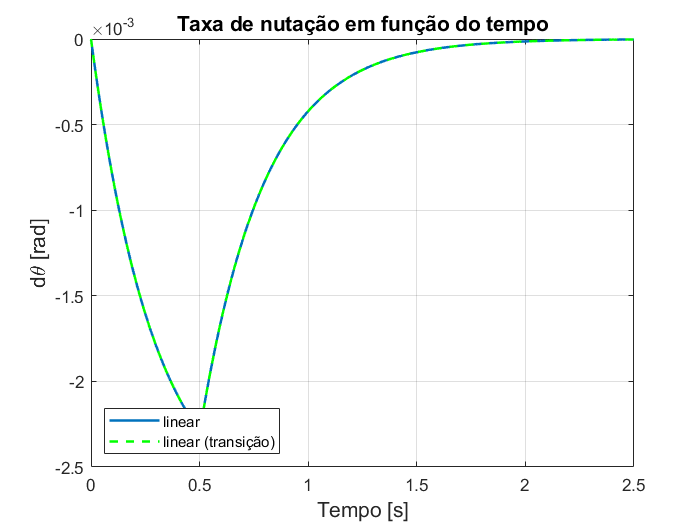 Taxa de nutação em função do tempo
×10⁻³
0
-0.5
-1
-1.5
-2
-2.5
dθ [rad]
linear
linear (transição)
0 0.5 1 1.5 2 2.5
Tempo [s]